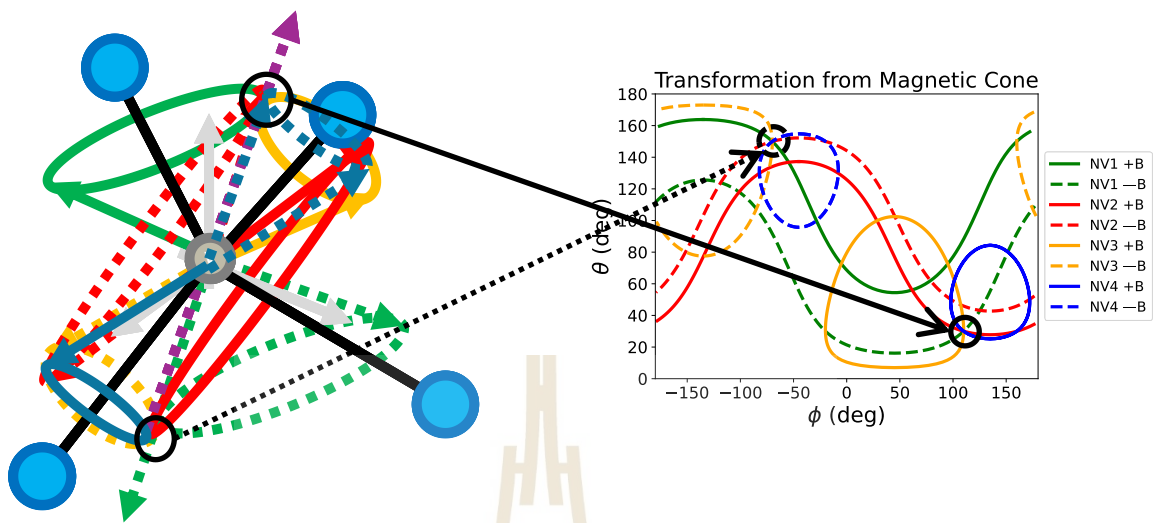 Transformation from Magnetic Cone
180
160
140
120
100
80
60
40
20
0
θ (deg)
−150 −100 −50 0 50 100 150
ϕ (deg)
NV1 +B
NV1 —B
NV2 +B
NV2 —B
NV3 +B
NV3 —B
NV4 +B
NV4 —B